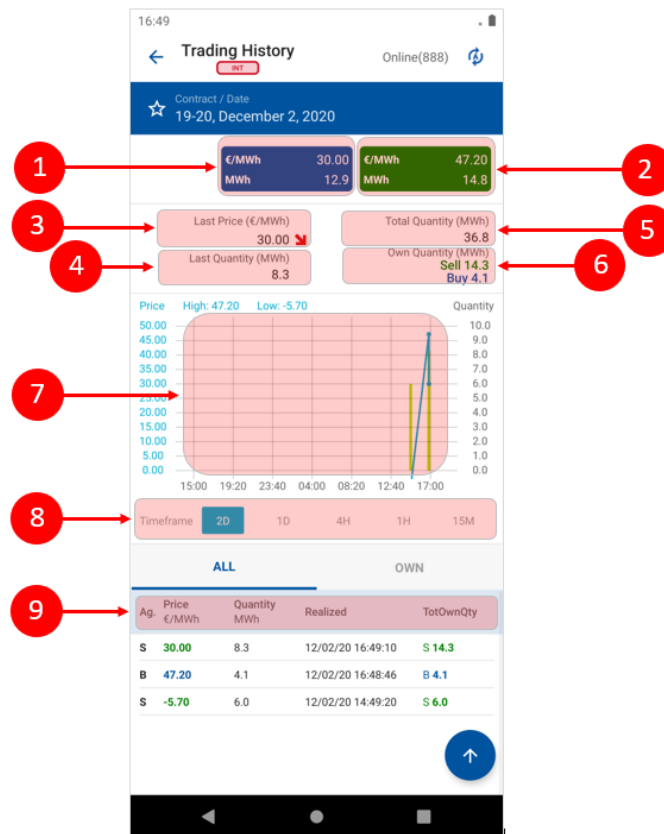 16:49
Trading History
INT
Online(888)
Contract / Date
19-20, December 2, 2020
€/MWh 30.00 €/MWh 47.20
MWh 12.9 MWh 14.8
1
2
3
Last Price (€/MWh)
30.00
Total Quantity (MWh)
36.8
5
4
Last Quantity (MWh)
8.3
Own Quantity (MWh)
Sell 14.3
Buy 4.1
6
Price High: 47.20 Low: -5.70 Quantity
50.00 10.0
45.00 9.0
40.00 8.0
35.00 7.0
30.00 6.0
25.00 5.0
20.00 4.0
15.00 3.0
10.00 2.0
5.00 1.0
0.00 0.0
7
15:00 19:20 23:40 04:00 08:20 12:40 17:00
8
Timeframe 2D 1D 4H 1H 15M
ALL OWN
9
Ag. Price €/MWh Quantity MWh Realized TotOwnQty
S 30.00 8.3 12/02/20 16:49:10 S 14.3
B 47.20 4.1 12/02/20 16:48:46 B 4.1
S -5.70 6.0 12/02/20 14:49:20 S 6.0